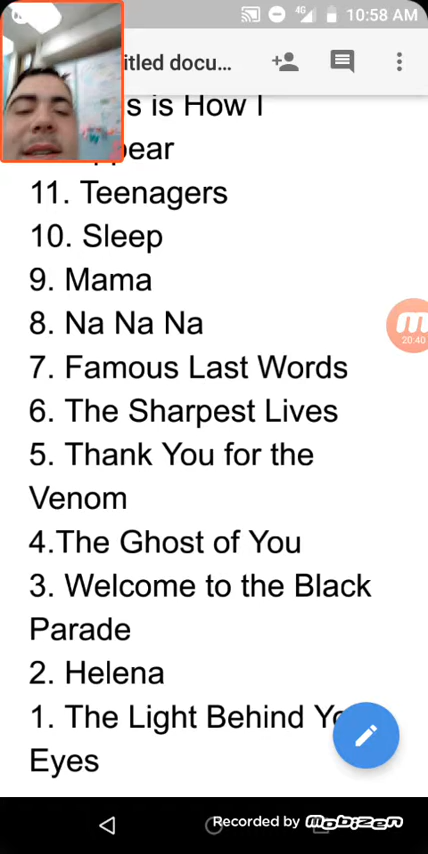 4G 10:58 AM
itled docu...
s is How I
pear
11. Teenagers
10. Sleep
9. Mama
8. Na Na Na
7. Famous Last Words
6. The Sharpest Lives
5. Thank You for the
Venom
4.The Ghost of You
3. Welcome to the Black
Parade
2. Helena
1. The Light Behind Yo
Eyes
20:40
Recorded by mobizen